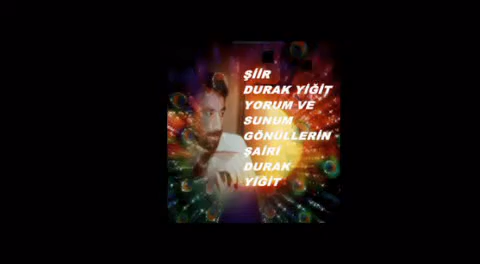 ŞİİR
DURAK YİĞİT
YORUM VE
SUNUM
GÖNÜLLERİN
ŞAİRİ
DURAK
YİĞİT